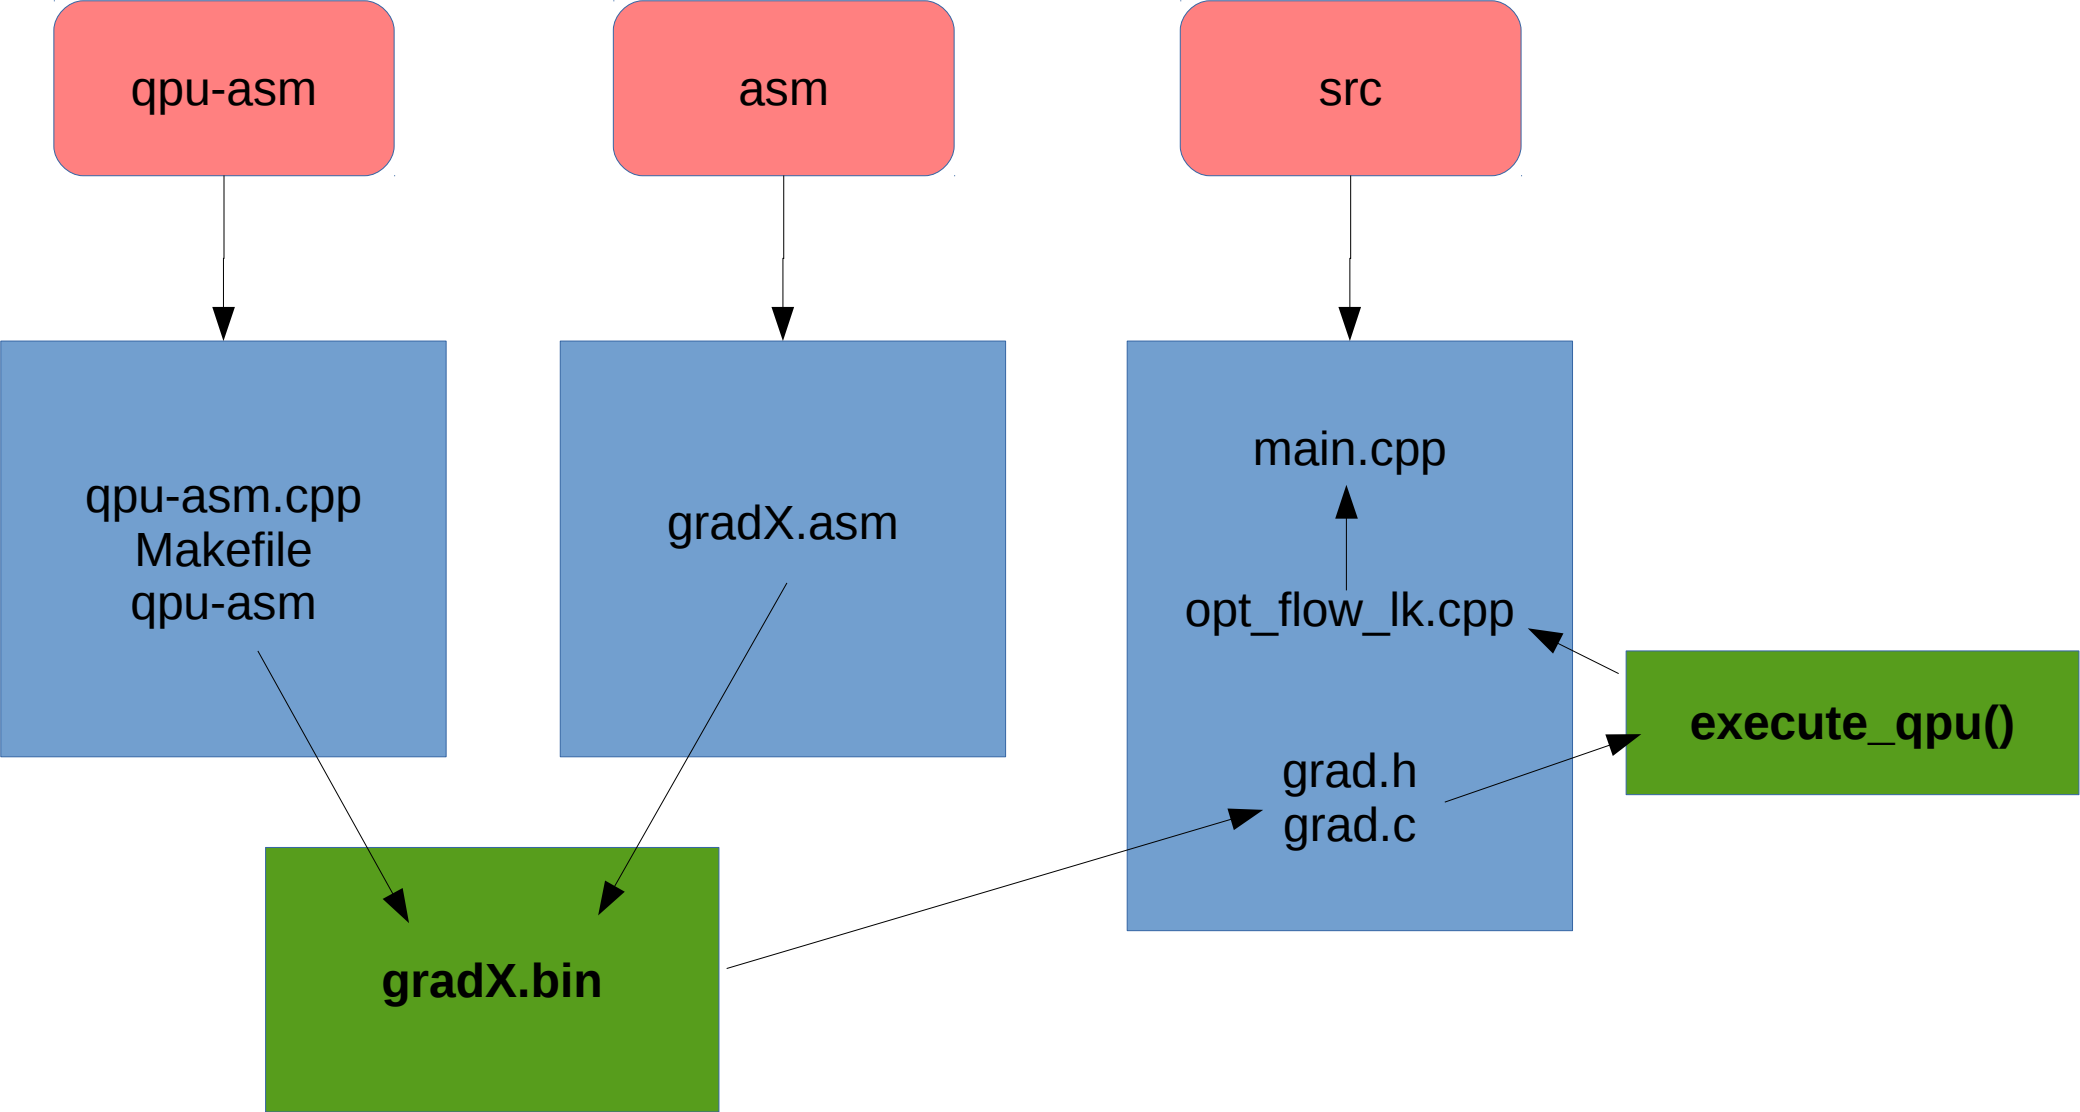 qpu-asm
asm
src
qpu-asm.cpp
Makefile
qpu-asm
gradX.asm
main.cpp
opt_flow_lk.cpp
grad.h
grad.c
execute_qpu()
gradX.bin